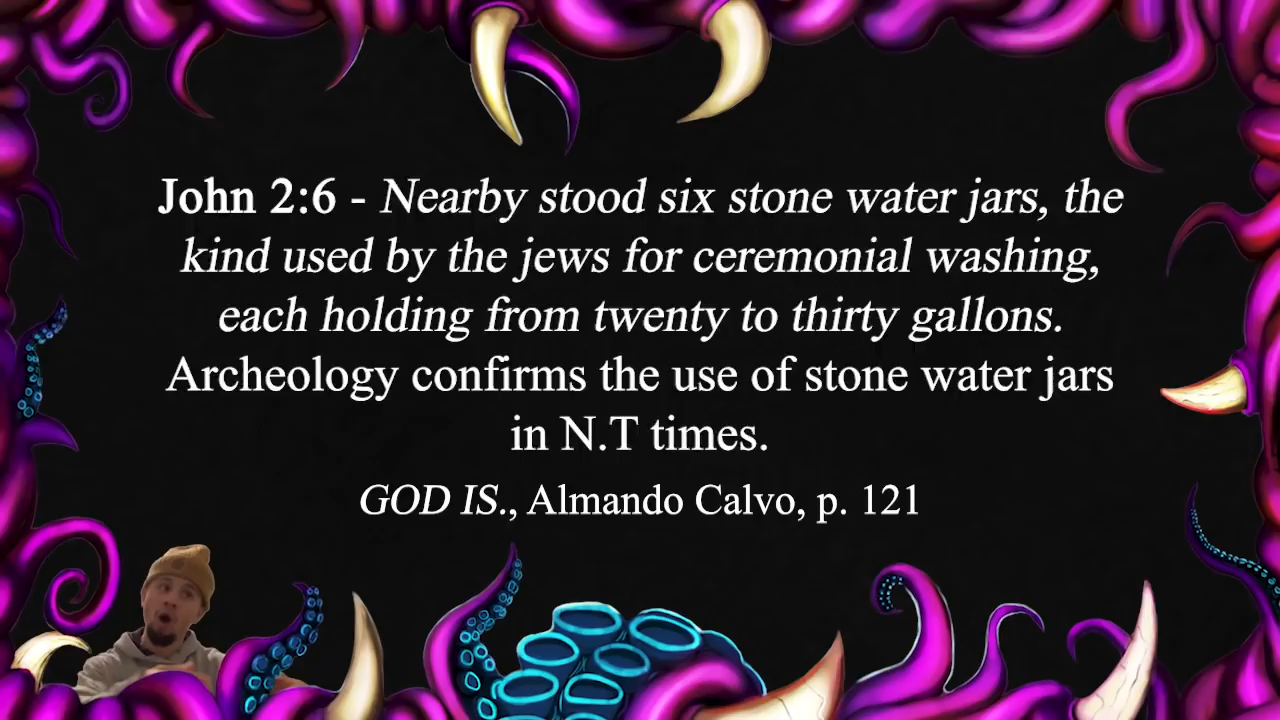 John 2:6 - Nearby stood six stone water jars, the
kind used by the jews for ceremonial washing,
each holding from twenty to thirty gallons.
Archeology confirms the use of stone water jars
in N.T times.
GOD IS., Almando Calvo, p. 121